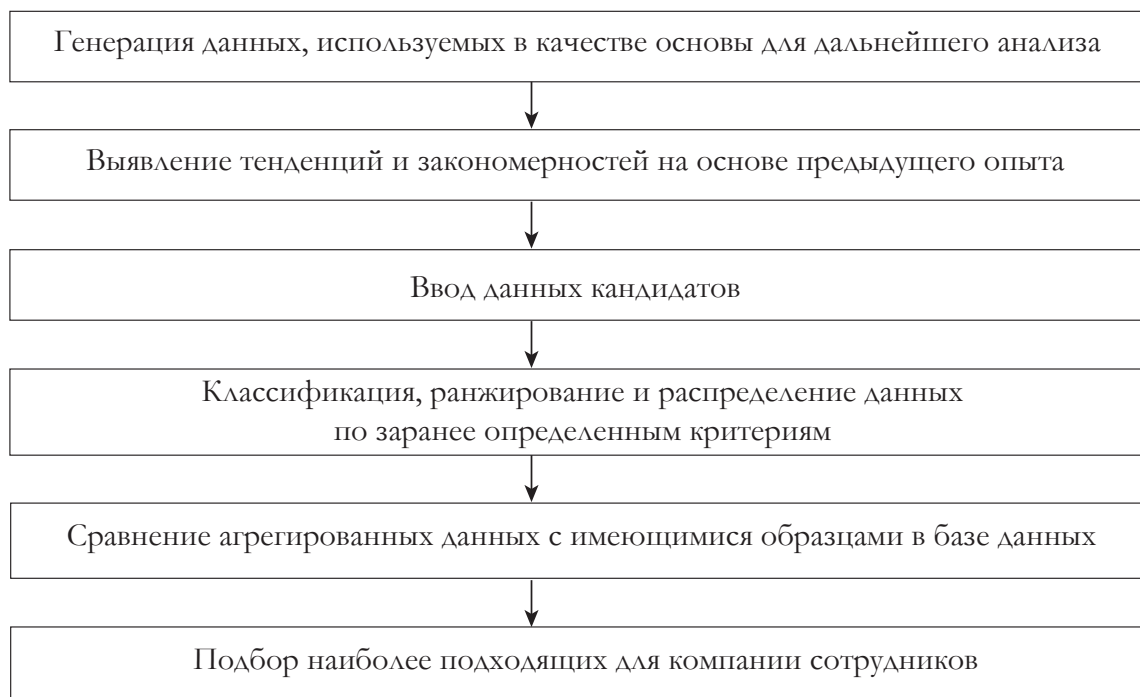 Генерация данных, используемых в качестве основы для дальнейшего анализа
Выявление тенденций и закономерностей на основе предыдущего опыта
Ввод данных кандидатов
Классификация, ранжирование и распределение данных
по заранее определенным критериям
Сравнение агрегированных данных с имеющимися образцами в базе данных
Подбор наиболее подходящих для компании сотрудников